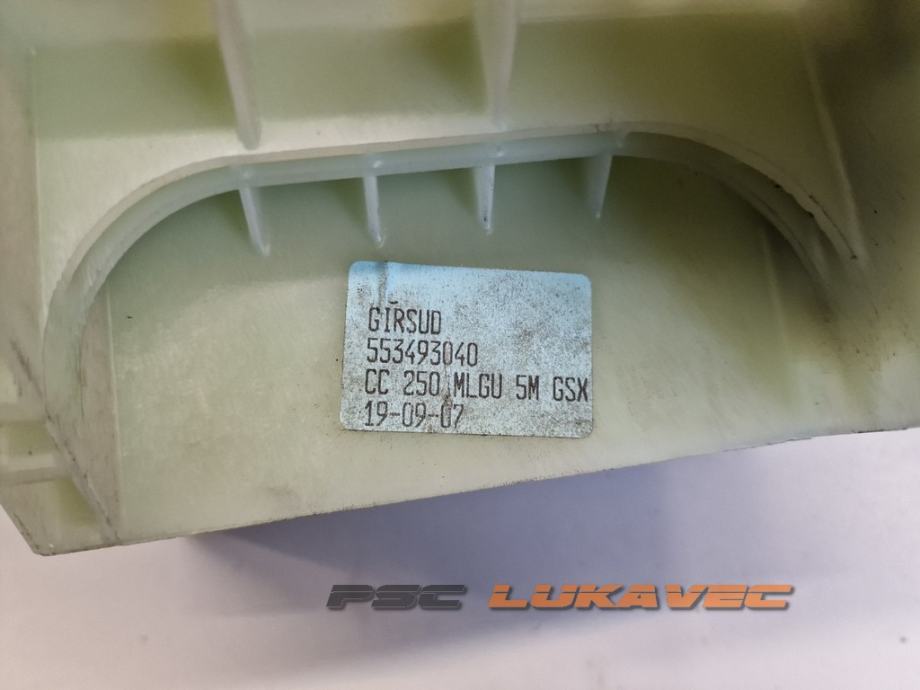 GIRSUD
553493040
CC 250 MLGU 5M GSX
19-09-07
PSC LUKAVEC